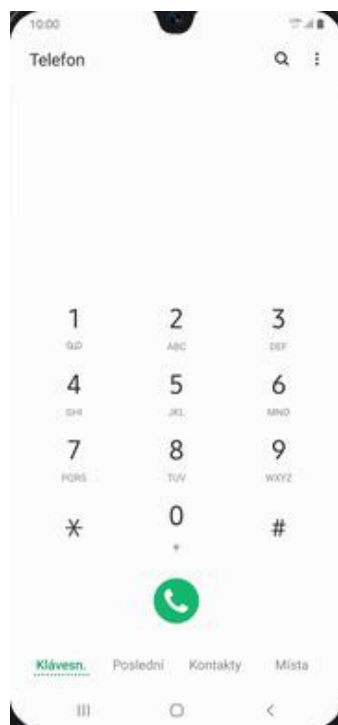 10:00
Telefon
1 2 3
ABC DEF
4 5 6
GHI JKL MNO
7 8 9
PQRS TUV WXYZ
* 0 #
+
Klávesn. Poslední Kontakty Místa